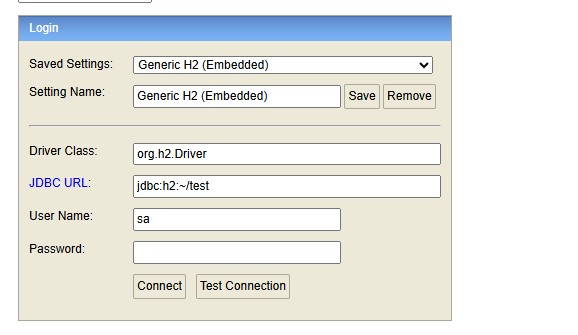 Login
Saved Settings: Generic H2 (Embedded)
Setting Name: Generic H2 (Embedded) Save Remove
Driver Class: org.h2.Driver
JDBC URL: jdbc:h2:~/test
User Name: sa
Password:
Connect Test Connection